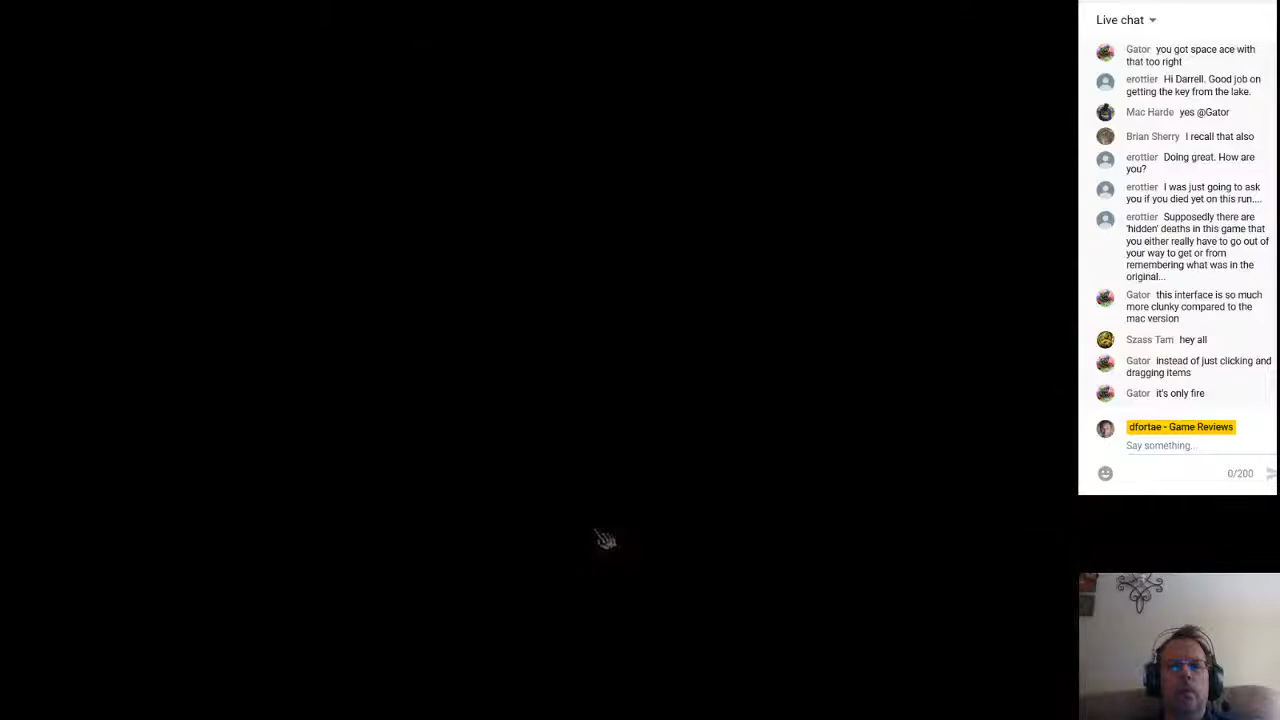 Live chat
Gator you got space ace with
that too right
erottier Hi Darrell. Good job on
getting the key from the lake.
Mac Harde yes @Gator
Brian Sherry I recall that also
erottier Doing great. How are
you?
erottier I was just going to ask
you if you died yet on this run....
erottier Supposedly there are
'hidden' deaths in this game that
you either really have to go out of
your way to get or from
remembering what was in the
original...
Gator this interface is so much
more clunky compared to the
mac version
Szass Tam hey all
Gator instead of just clicking and
dragging items
Gator it's only fire
dfortae - Game Reviews
Say something...
0/200